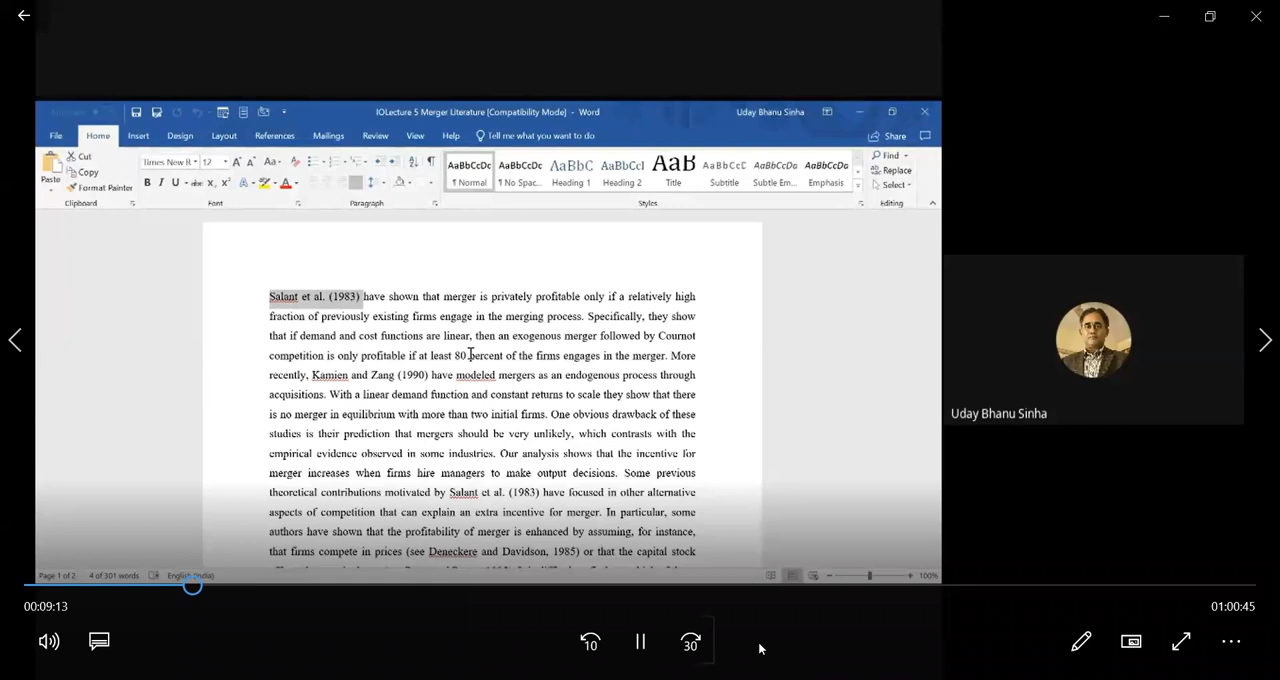 IOLecture 5 Merger Literature [Compatibility Mode] - Word
Uday Bhanu Sinha
File Home Insert Design Layout References Mailings Review View Help Tell me what you want to do Share
Paste
Cut
Copy
Format Painter
Clipboard
Times New R 12
Font
Paragraph
AaBbCcDc AaBbCcDc AaBbC AaBbCcI AaB AaBbCcC AaBbCcDa AaBbCcDa
¶ Normal ¶ No Spac... Heading 1 Heading 2 Title Subtitle Subtle Em... Emphasis
Styles
Find
Replace
Select
Editing
Salant et al. (1983) have shown that merger is privately profitable only if a relatively high
fraction of previously existing firms engage in the merging process. Specifically, they show
that if demand and cost functions are linear, then an exogenous merger followed by Cournot
competition is only profitable if at least 80 percent of the firms engages in the merger. More
recently, Kamien and Zang (1990) have modeled mergers as an endogenous process through
acquisitions. With a linear demand function and constant returns to scale they show that there
is no merger in equilibrium with more than two initial firms. One obvious drawback of these
studies is their prediction that mergers should be very unlikely, which contrasts with the
empirical evidence observed in some industries. Our analysis shows that the incentive for
merger increases when firms hire managers to make output decisions. Some previous
theoretical contributions motivated by Salant et al. (1983) have focused in other alternative
aspects of competition that can explain an extra incentive for merger. In particular, some
authors have shown that the profitability of merger is enhanced by assuming, for instance,
that firms compete in prices (see Deneckere and Davidson, 1985) or that the capital stock
Page 1 of 2 4 of 301 words English (India) 100%
Uday Bhanu Sinha
00:09:13
01:00:45
10
30